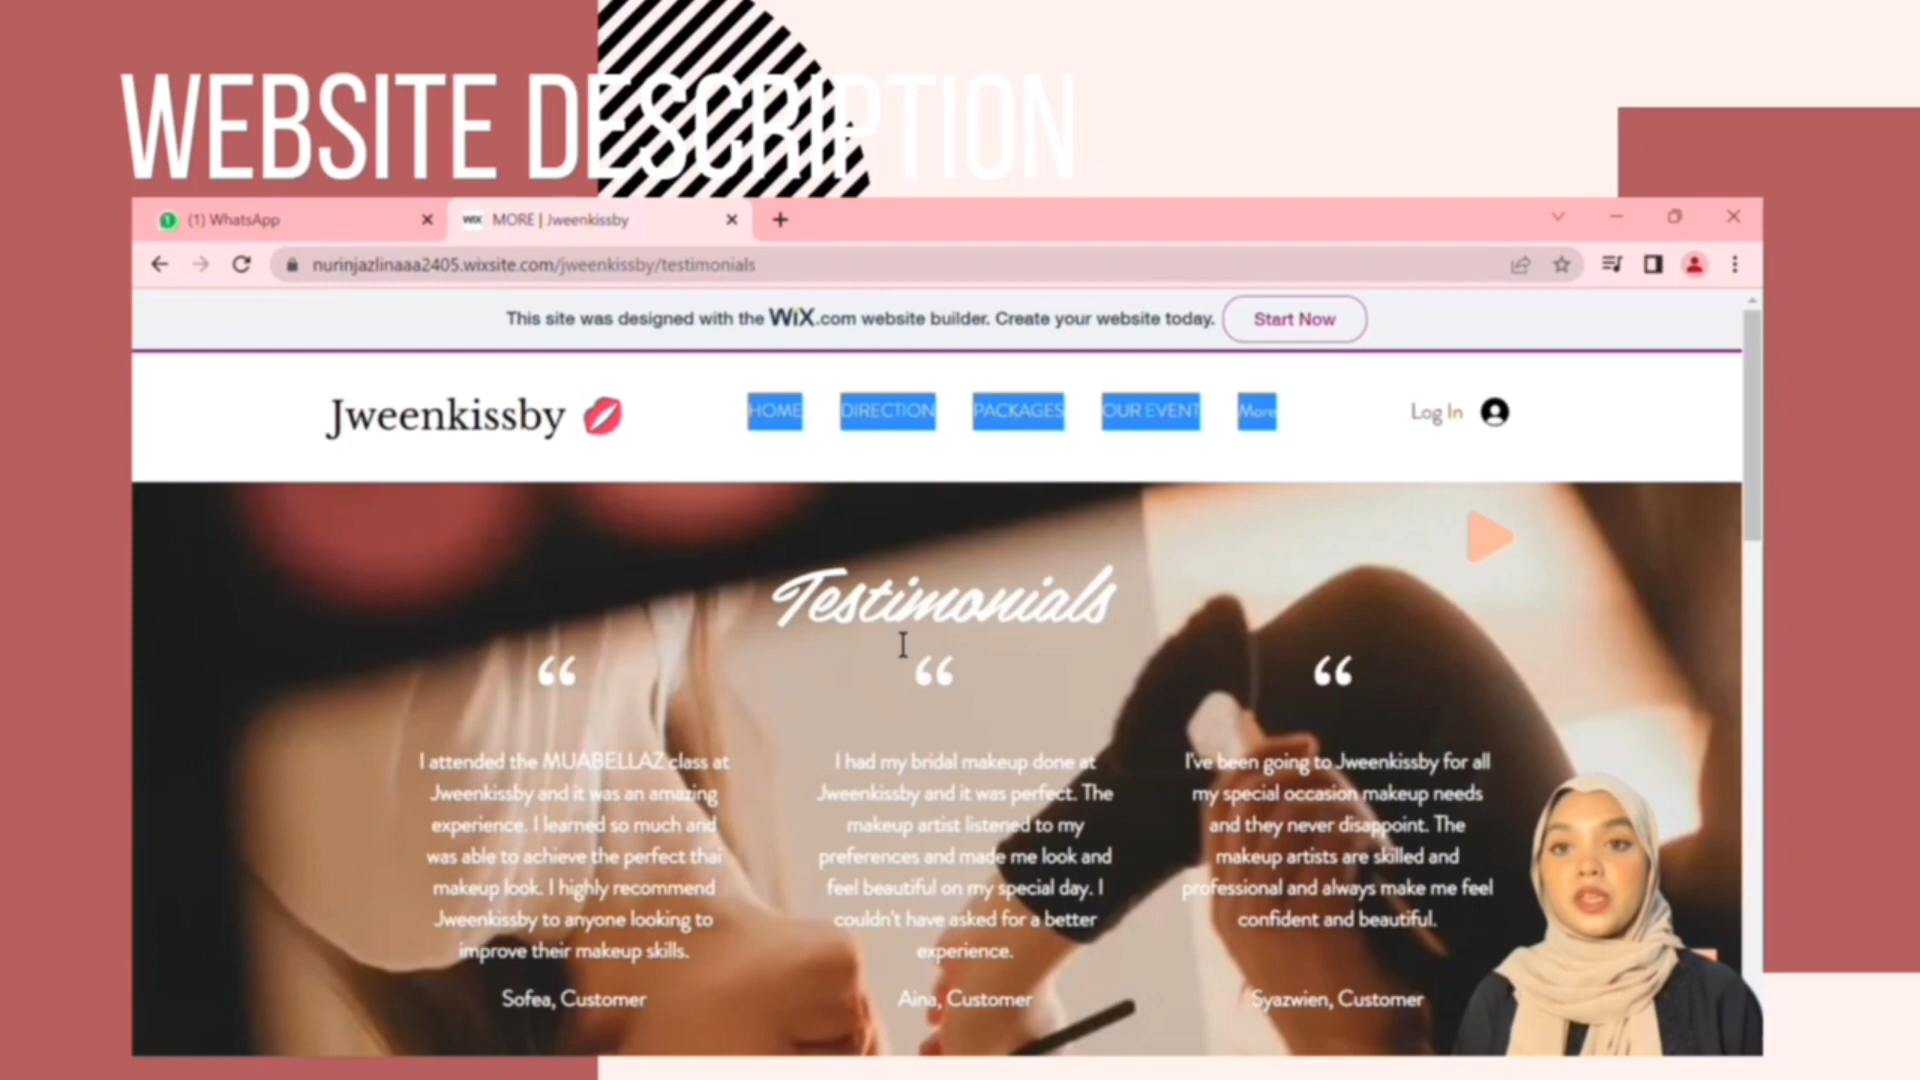 WEBSITE DESCRIPTION
(1) WhatsApp
WIX MORE | Jweenkissby
nurinjazlinaaa2405.wixsite.com/jweenkissby/testimonials
This site was designed with the WiX.com website builder. Create your website today. Start Now
Jweenkissby
HOME DIRECTION PACKAGES OUR EVENT More
Log In
Testimonials
“
I attended the MUABELLAZ class at
Jweenkissby and it was an amazing
experience. I learned so much and
was able to achieve the perfect thai
makeup look. I highly recommend
Jweenkissby to anyone looking to
improve their makeup skills.
Sofea, Customer
“
I had my bridal makeup done at
Jweenkissby and it was perfect. The
makeup artist listened to my
preferences and made me look and
feel beautiful on my special day. I
couldn't have asked for a better
experience.
Aina, Customer
“
I've been going to Jweenkissby for all
my special occasion makeup needs
and they never disappoint. The
makeup artists are skilled and
professional and always make me feel
confident and beautiful.
Syazwien, Customer